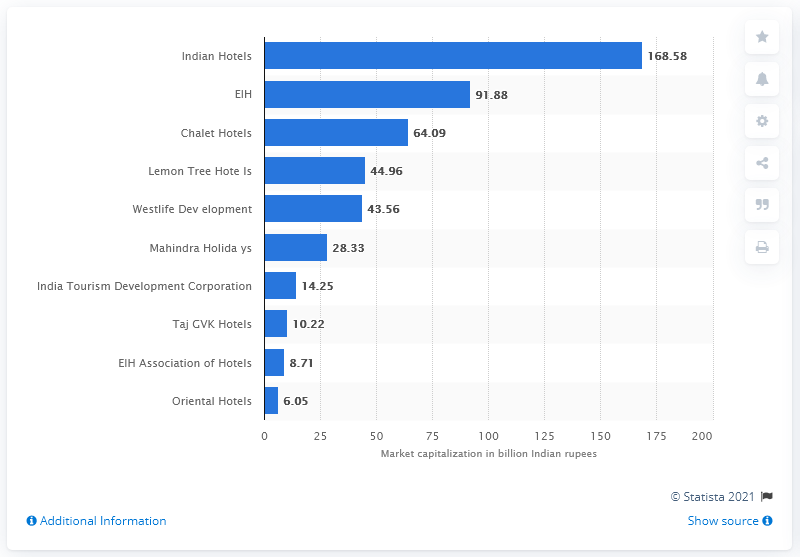 Indian Hotels 168.58
EIH 91.88
Chalet Hotels 64.09
Lemon Tree Hote ls 44.96
Westlife Dev elopment 43.56
Mahindra Holida ys 28.33
India Tourism Development Corporation 14.25
Taj GVK Hotels 10.22
EIH Association of Hotels 8.71
Oriental Hotels 6.05
0 25 50 75 100 125 150 175 200
Market capitalization in billion Indian rupees
© Statista 2021
Additional Information Show source